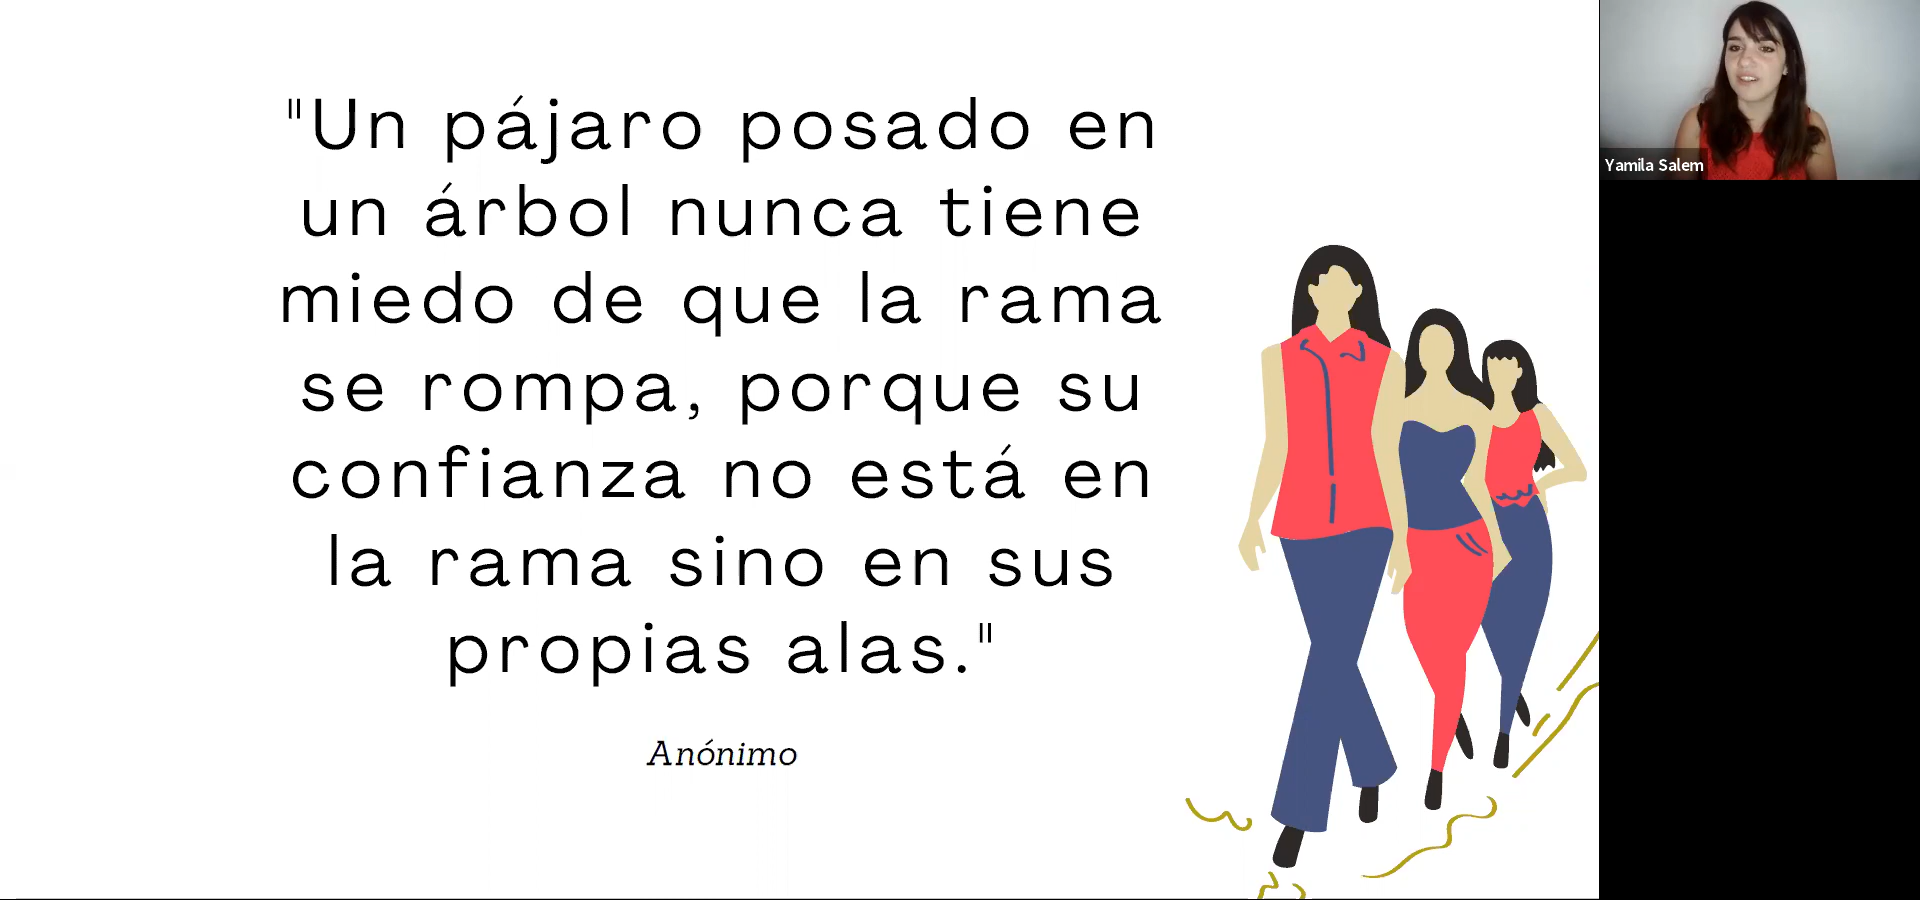 "Un pájaro posado en
un árbol nunca tiene
miedo de que la rama
se rompa, porque su
confianza no está en
la rama sino en sus
propias alas."
Anónimo
Yamila Salem